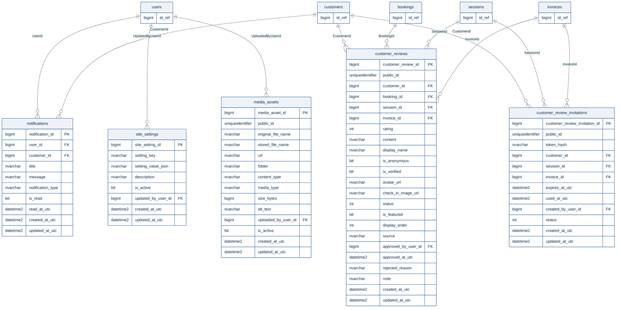 users
bigint id_ref
customers
bigint id_ref
bookings
bigint id_ref
sessions
bigint id_ref
invoices
bigint id_ref
UserId
CustomerId
UpdatedByUserId
UploadedByUserId
CustomerId
BookingId
SessionId
CustomerId
InvoiceId
SessionId
InvoiceId
notifications
bigint notification_id PK
bigint user_id FK
bigint customer_id FK
nvarchar title
nvarchar message
nvarchar notification_type
bit is_read
datetime2 read_at_utc
datetime2 created_at_utc
datetime2 updated_at_utc
site_settings
bigint site_setting_id PK
nvarchar setting_key
nvarchar setting_value_json
nvarchar description
bit is_active
bigint updated_by_user_id FK
datetime2 created_at_utc
datetime2 updated_at_utc
media_assets
bigint media_asset_id PK
uniqueidentifier public_id
nvarchar original_file_name
nvarchar stored_file_name
nvarchar url
nvarchar folder
nvarchar content_type
nvarchar media_type
bigint size_bytes
nvarchar alt_text
bigint uploaded_by_user_id FK
bit is_active
datetime2 created_at_utc
datetime2 updated_at_utc
customer_reviews
bigint customer_review_id PK
uniqueidentifier public_id
bigint customer_id FK
bigint booking_id FK
bigint session_id FK
bigint invoice_id FK
int rating
nvarchar content
nvarchar display_name
bit is_anonymous
bit is_verified
nvarchar avatar_url
nvarchar check_in_image_url
int status
bit is_featured
int display_order
nvarchar source
bigint approved_by_user_id FK
datetime2 approved_at_utc
nvarchar rejected_reason
nvarchar note
datetime2 created_at_utc
datetime2 updated_at_utc
customer_review_invitations
bigint customer_review_invitation_id PK
uniqueidentifier public_id
nvarchar token_hash
bigint customer_id FK
bigint session_id FK
bigint invoice_id FK
datetime2 expires_at_utc
datetime2 used_at_utc
bigint created_by_user_id FK
int status
datetime2 created_at_utc
datetime2 updated_at_utc